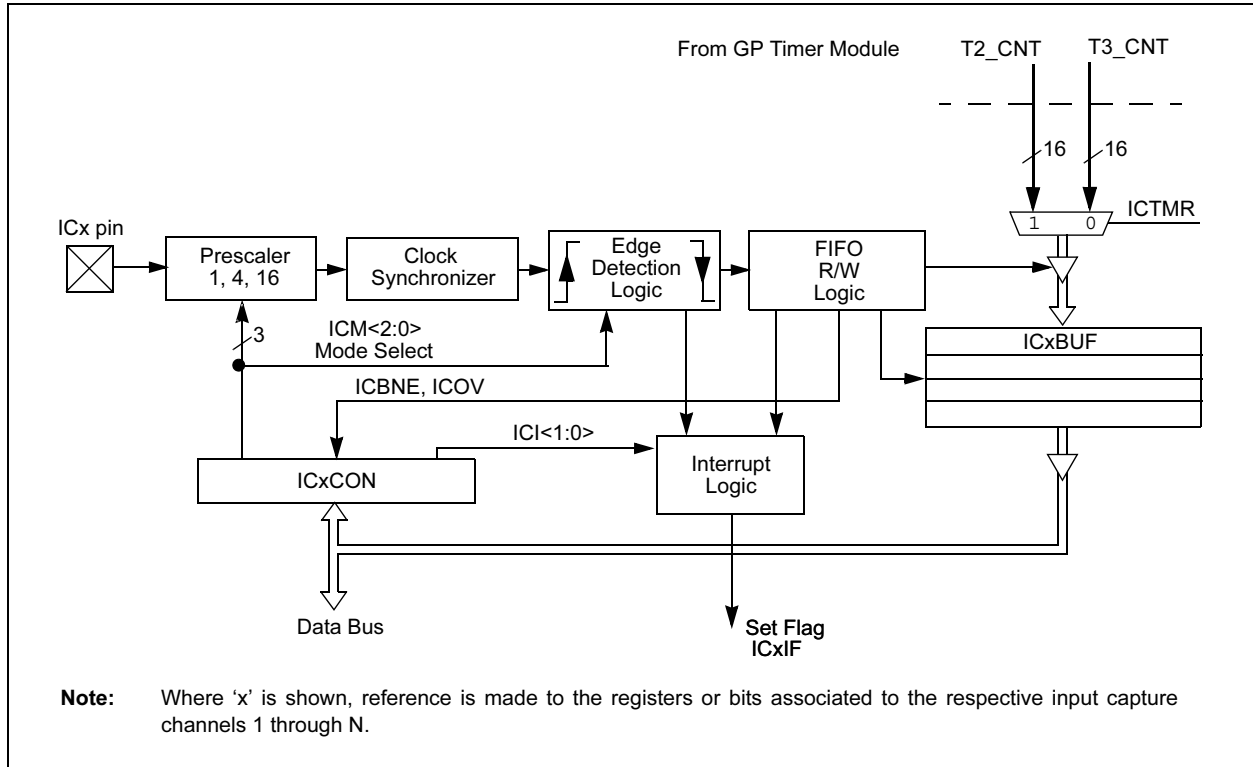 From GP Timer Module
T2_CNT
T3_CNT
16
16
ICx pin
1 0
ICTMR
Prescaler
1, 4, 16
Clock
Synchronizer
Edge
Detection
Logic
FIFO
R/W
Logic
3
ICM<2:0>
Mode Select
ICxBUF
ICBNE, ICOV
ICI<1:0>
Interrupt
Logic
ICxCON
Data Bus
Set Flag
ICxIF
Note: Where ‘x’ is shown, reference is made to the registers or bits associated to the respective input capture
channels 1 through N.